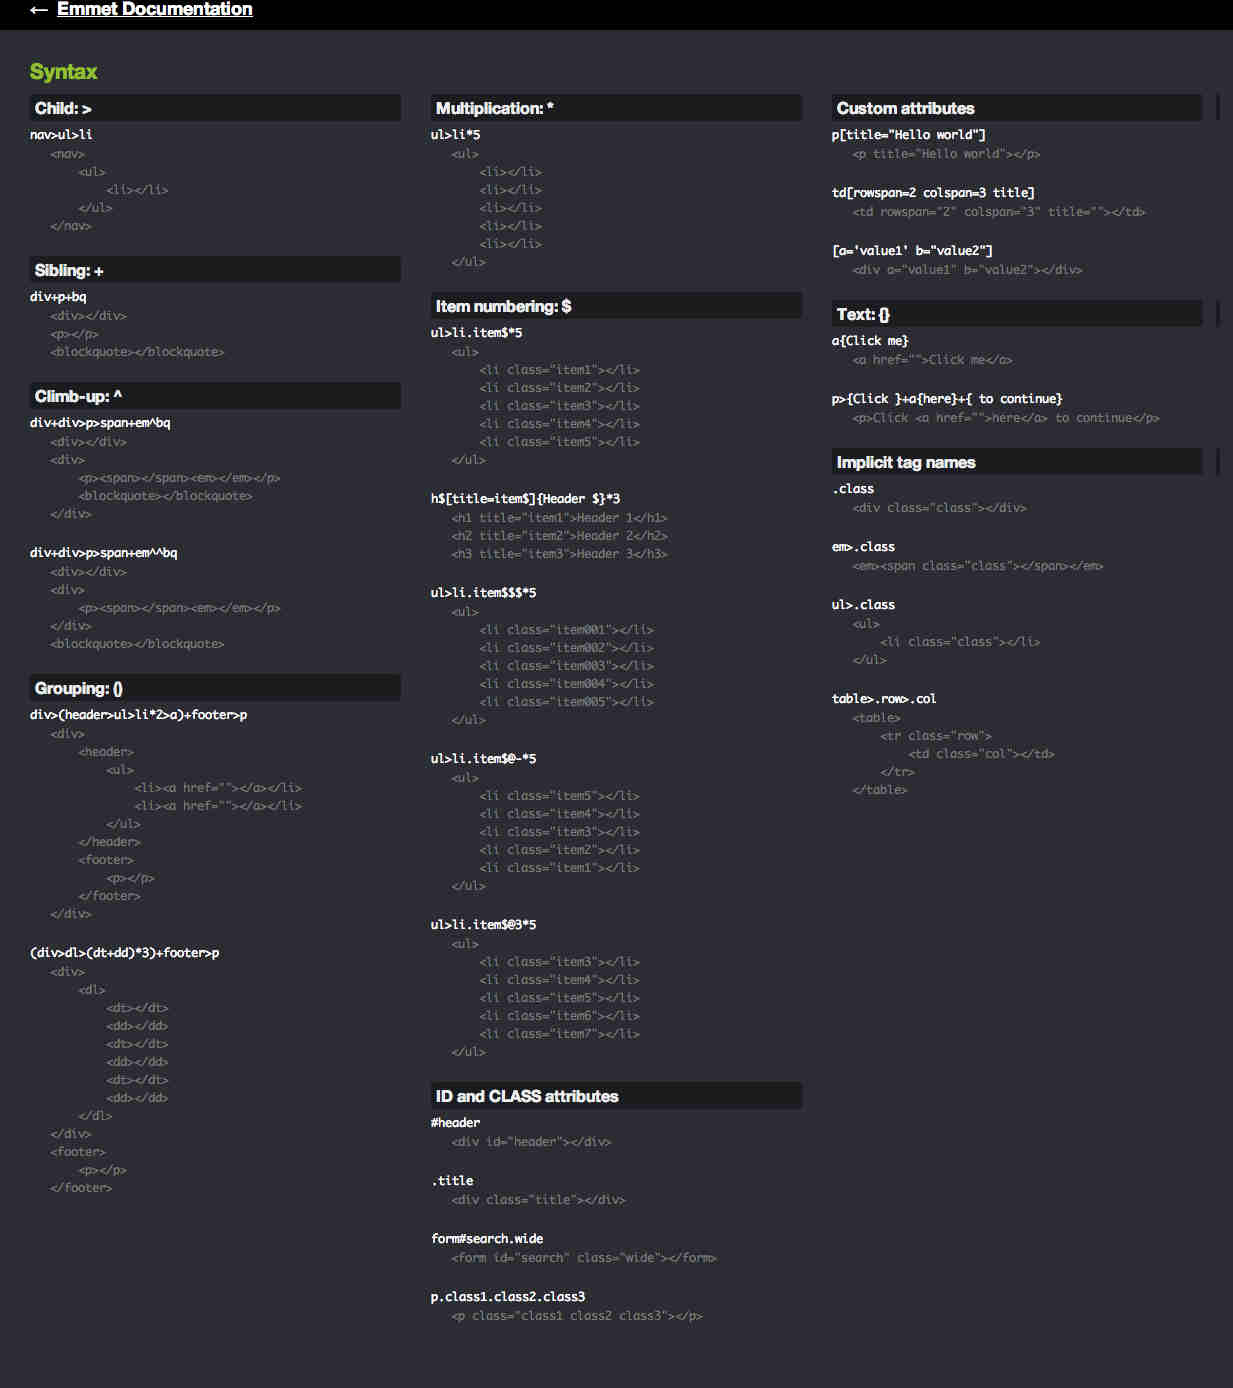 ← Emmet Documentation
Syntax
Child: >
nav>ul>li
<nav>
<ul>
<li></li>
</ul>
</nav>
Sibling: +
div+p+bq
<div></div>
<p></p>
<blockquote></blockquote>
Climb-up: ^
div+div>p>span+em^bq
<div></div>
<div>
<p><span></span><em></em></p>
<blockquote></blockquote>
</div>
div+div>p>span+em^^bq
<div></div>
<div>
<p><span></span><em></em></p>
</div>
<blockquote></blockquote>
Grouping: ()
div>(header>ul>li*2>a)+footer>p
<div>
<header>
<ul>
<li><a href=""></a></li>
<li><a href=""></a></li>
</ul>
</header>
<footer>
<p></p>
</footer>
</div>
(div>dl>(dt+dd)*3)+footer>p
<div>
<dl>
<dt></dt>
<dd></dd>
<dt></dt>
<dd></dd>
<dt></dt>
<dd></dd>
</dl>
</div>
<footer>
<p></p>
</footer>
Multiplication: *
ul>li*5
<ul>
<li></li>
<li></li>
<li></li>
<li></li>
<li></li>
</ul>
Item numbering: $
ul>li.item$*5
<ul>
<li class="item1"></li>
<li class="item2"></li>
<li class="item3"></li>
<li class="item4"></li>
<li class="item5"></li>
</ul>
h$[title=item$]{Header $}*3
<h1 title="item1">Header 1</h1>
<h2 title="item2">Header 2</h2>
<h3 title="item3">Header 3</h3>
ul>li.item$$$*5
<ul>
<li class="item001"></li>
<li class="item002"></li>
<li class="item003"></li>
<li class="item004"></li>
<li class="item005"></li>
</ul>
ul>li.item$@-*5
<ul>
<li class="item5"></li>
<li class="item4"></li>
<li class="item3"></li>
<li class="item2"></li>
<li class="item1"></li>
</ul>
ul>li.item$@3*5
<ul>
<li class="item3"></li>
<li class="item4"></li>
<li class="item5"></li>
<li class="item6"></li>
<li class="item7"></li>
</ul>
ID and CLASS attributes
#header
<div id="header"></div>
.title
<div class="title"></div>
form#search.wide
<form id="search" class="wide"></form>
p.class1.class2.class3
<p class="class1 class2 class3"></p>
Custom attributes
p[title="Hello world"]
<p title="Hello world"></p>
td[rowspan=2 colspan=3 title]
<td rowspan="2" colspan="3" title=""></td>
[a='value1' b="value2"]
<div a="value1" b="value2"></div>
Text: {}
a{Click me}
<a href="">Click me</a>
p>{Click }+a{here}+{ to continue}
<p>Click <a href="">here</a> to continue</p>
Implicit tag names
.class
<div class="class"></div>
em>.class
<em><span class="class"></span></em>
ul>.class
<ul>
<li class="class"></li>
</ul>
table>.row>.col
<table>
<tr class="row">
<td class="col"></td>
</tr>
</table>